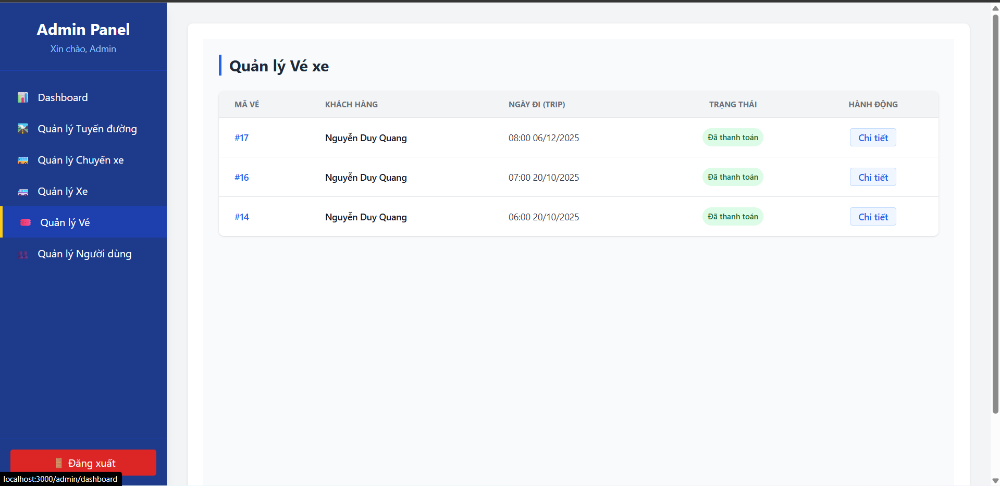 Admin Panel
Xin chào, Admin
Dashboard
Quản lý Tuyến đường
Quản lý Chuyến xe
Quản lý Xe
Quản lý Vé
Quản lý Người dùng
Đăng xuất
localhost:3000/admin/dashboard
Quản lý Vé xe
MÃ VÉ KHÁCH HÀNG NGÀY ĐI (TRIP) TRẠNG THÁI HÀNH ĐỘNG
#17 Nguyễn Duy Quang 08:00 06/12/2025 Đã thanh toán Chi tiết
#16 Nguyễn Duy Quang 07:00 20/10/2025 Đã thanh toán Chi tiết
#14 Nguyễn Duy Quang 06:00 20/10/2025 Đã thanh toán Chi tiết